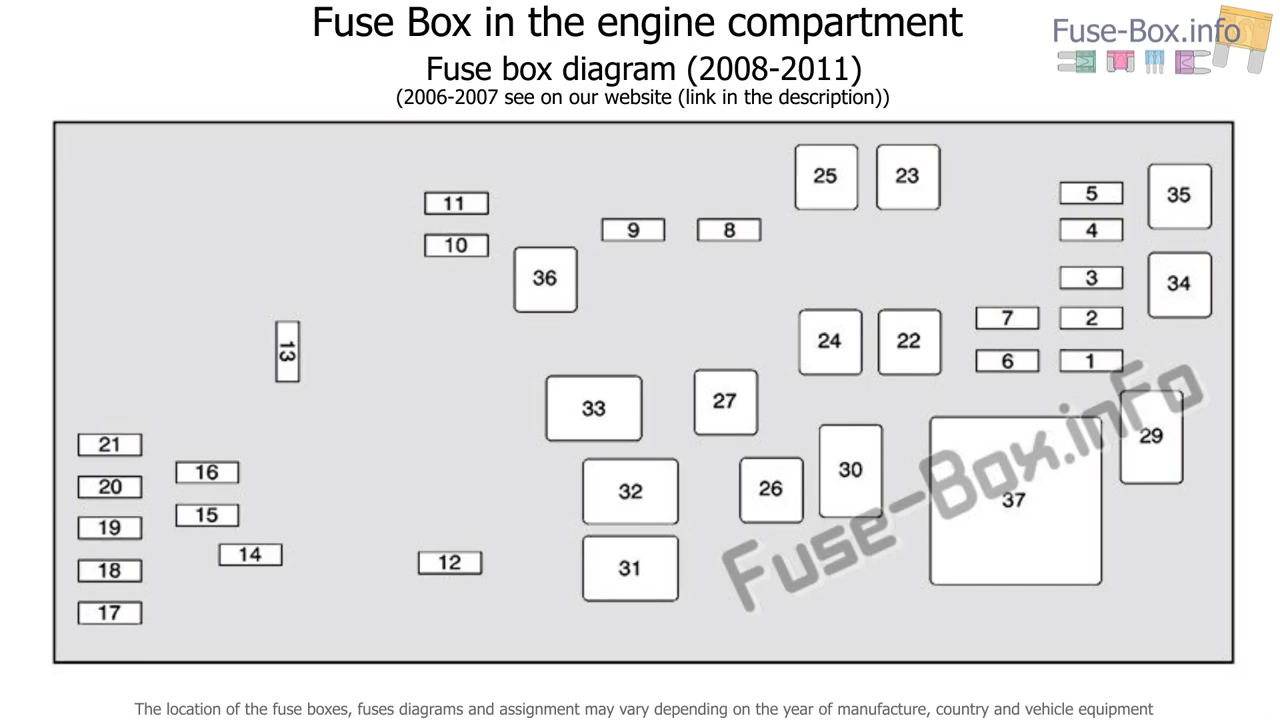 Fuse Box in the engine compartment
Fuse-Box.info
Fuse box diagram (2008-2011)
(2006-2007 see on our website (link in the description))
25 23
5 35
11
9 8 4
10
36 3 34
7 2
24 22
13 6 1
33 27
29
21
16 30
20 32 26 37
15
19
14 12
18 31
17
Fuse-Box.info
The location of the fuse boxes, fuses diagrams and assignment may vary depending on the year of manufacture, country and vehicle equipment